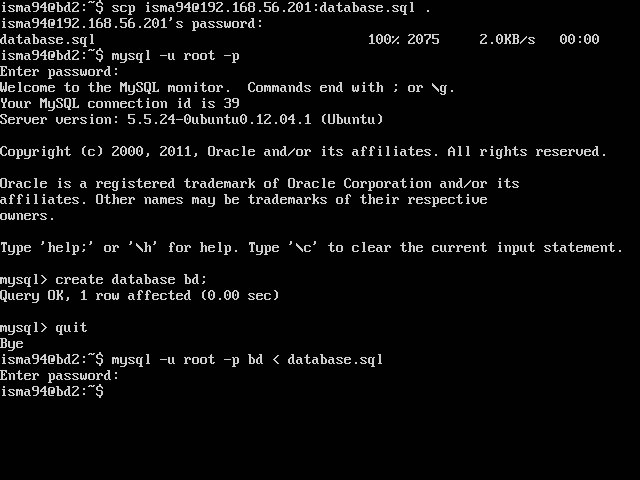 isma94@bd2:~$ scp isma94@192.168.56.201:database.sql .
isma94@192.168.56.201's password:
database.sql 100% 2075 2.0KB/s 00:00
isma94@bd2:~$ mysql -u root -p
Enter password:
Welcome to the MySQL monitor.  Commands end with ; or \g.
Your MySQL connection id is 39
Server version: 5.5.24-0ubuntu0.12.04.1 (Ubuntu)

Copyright (c) 2000, 2011, Oracle and/or its affiliates. All rights reserved.

Oracle is a registered trademark of Oracle Corporation and/or its
affiliates. Other names may be trademarks of their respective
owners.

Type 'help;' or '\h' for help. Type '\c' to clear the current input statement.

mysql> create database bd;
Query OK, 1 row affected (0.00 sec)

mysql> quit
Bye
isma94@bd2:~$ mysql -u root -p bd < database.sql
Enter password:
isma94@bd2:~$